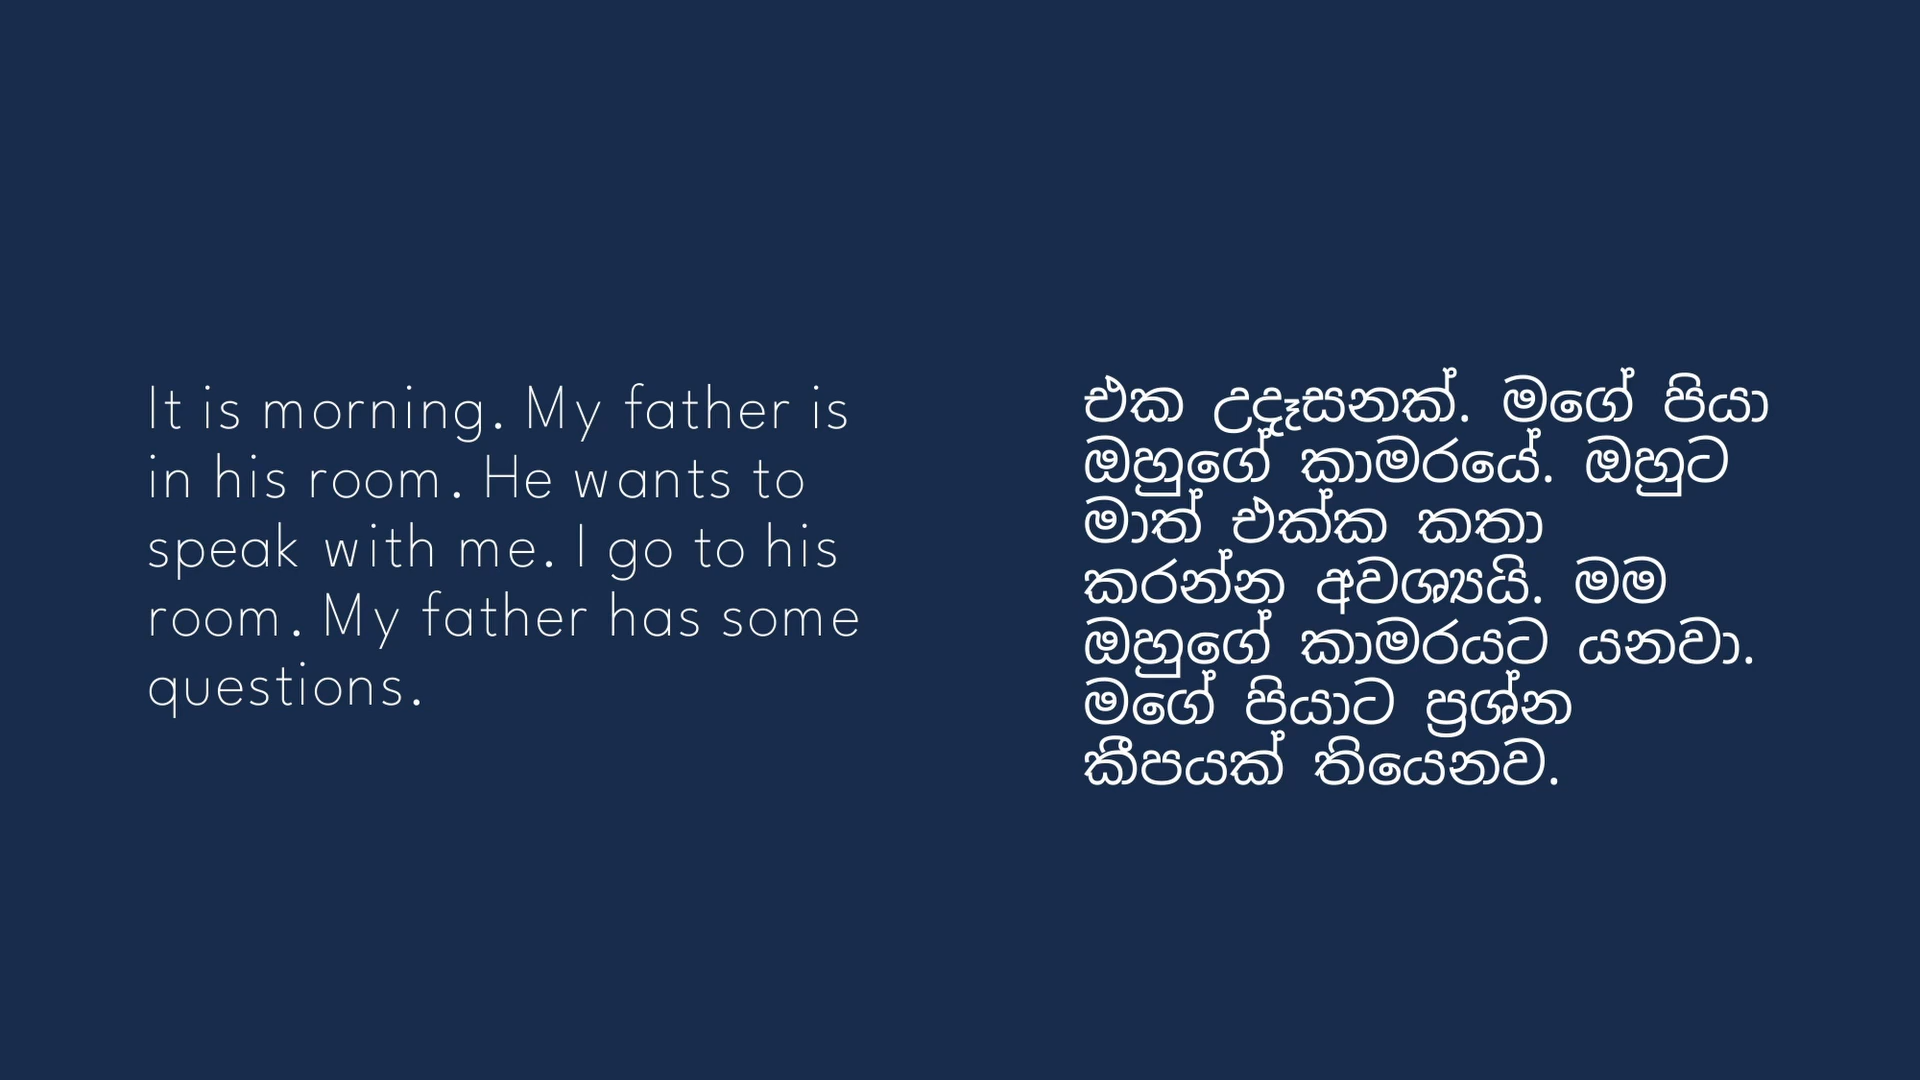 It is morning. My father is
in his room. He wants to
speak with me. I go to his
room. My father has some
questions.
එක උදෑසනක්. මගේ පියා
ඔහුගේ කාමරයේ. ඔහුට
මාත් එක්ක කතා
කරන්න අවශ්‍යයි. මම
ඔහුගේ කාමරයට යනවා.
මගේ පියාට ප්‍රශ්න
කීපයක් තියෙනව.